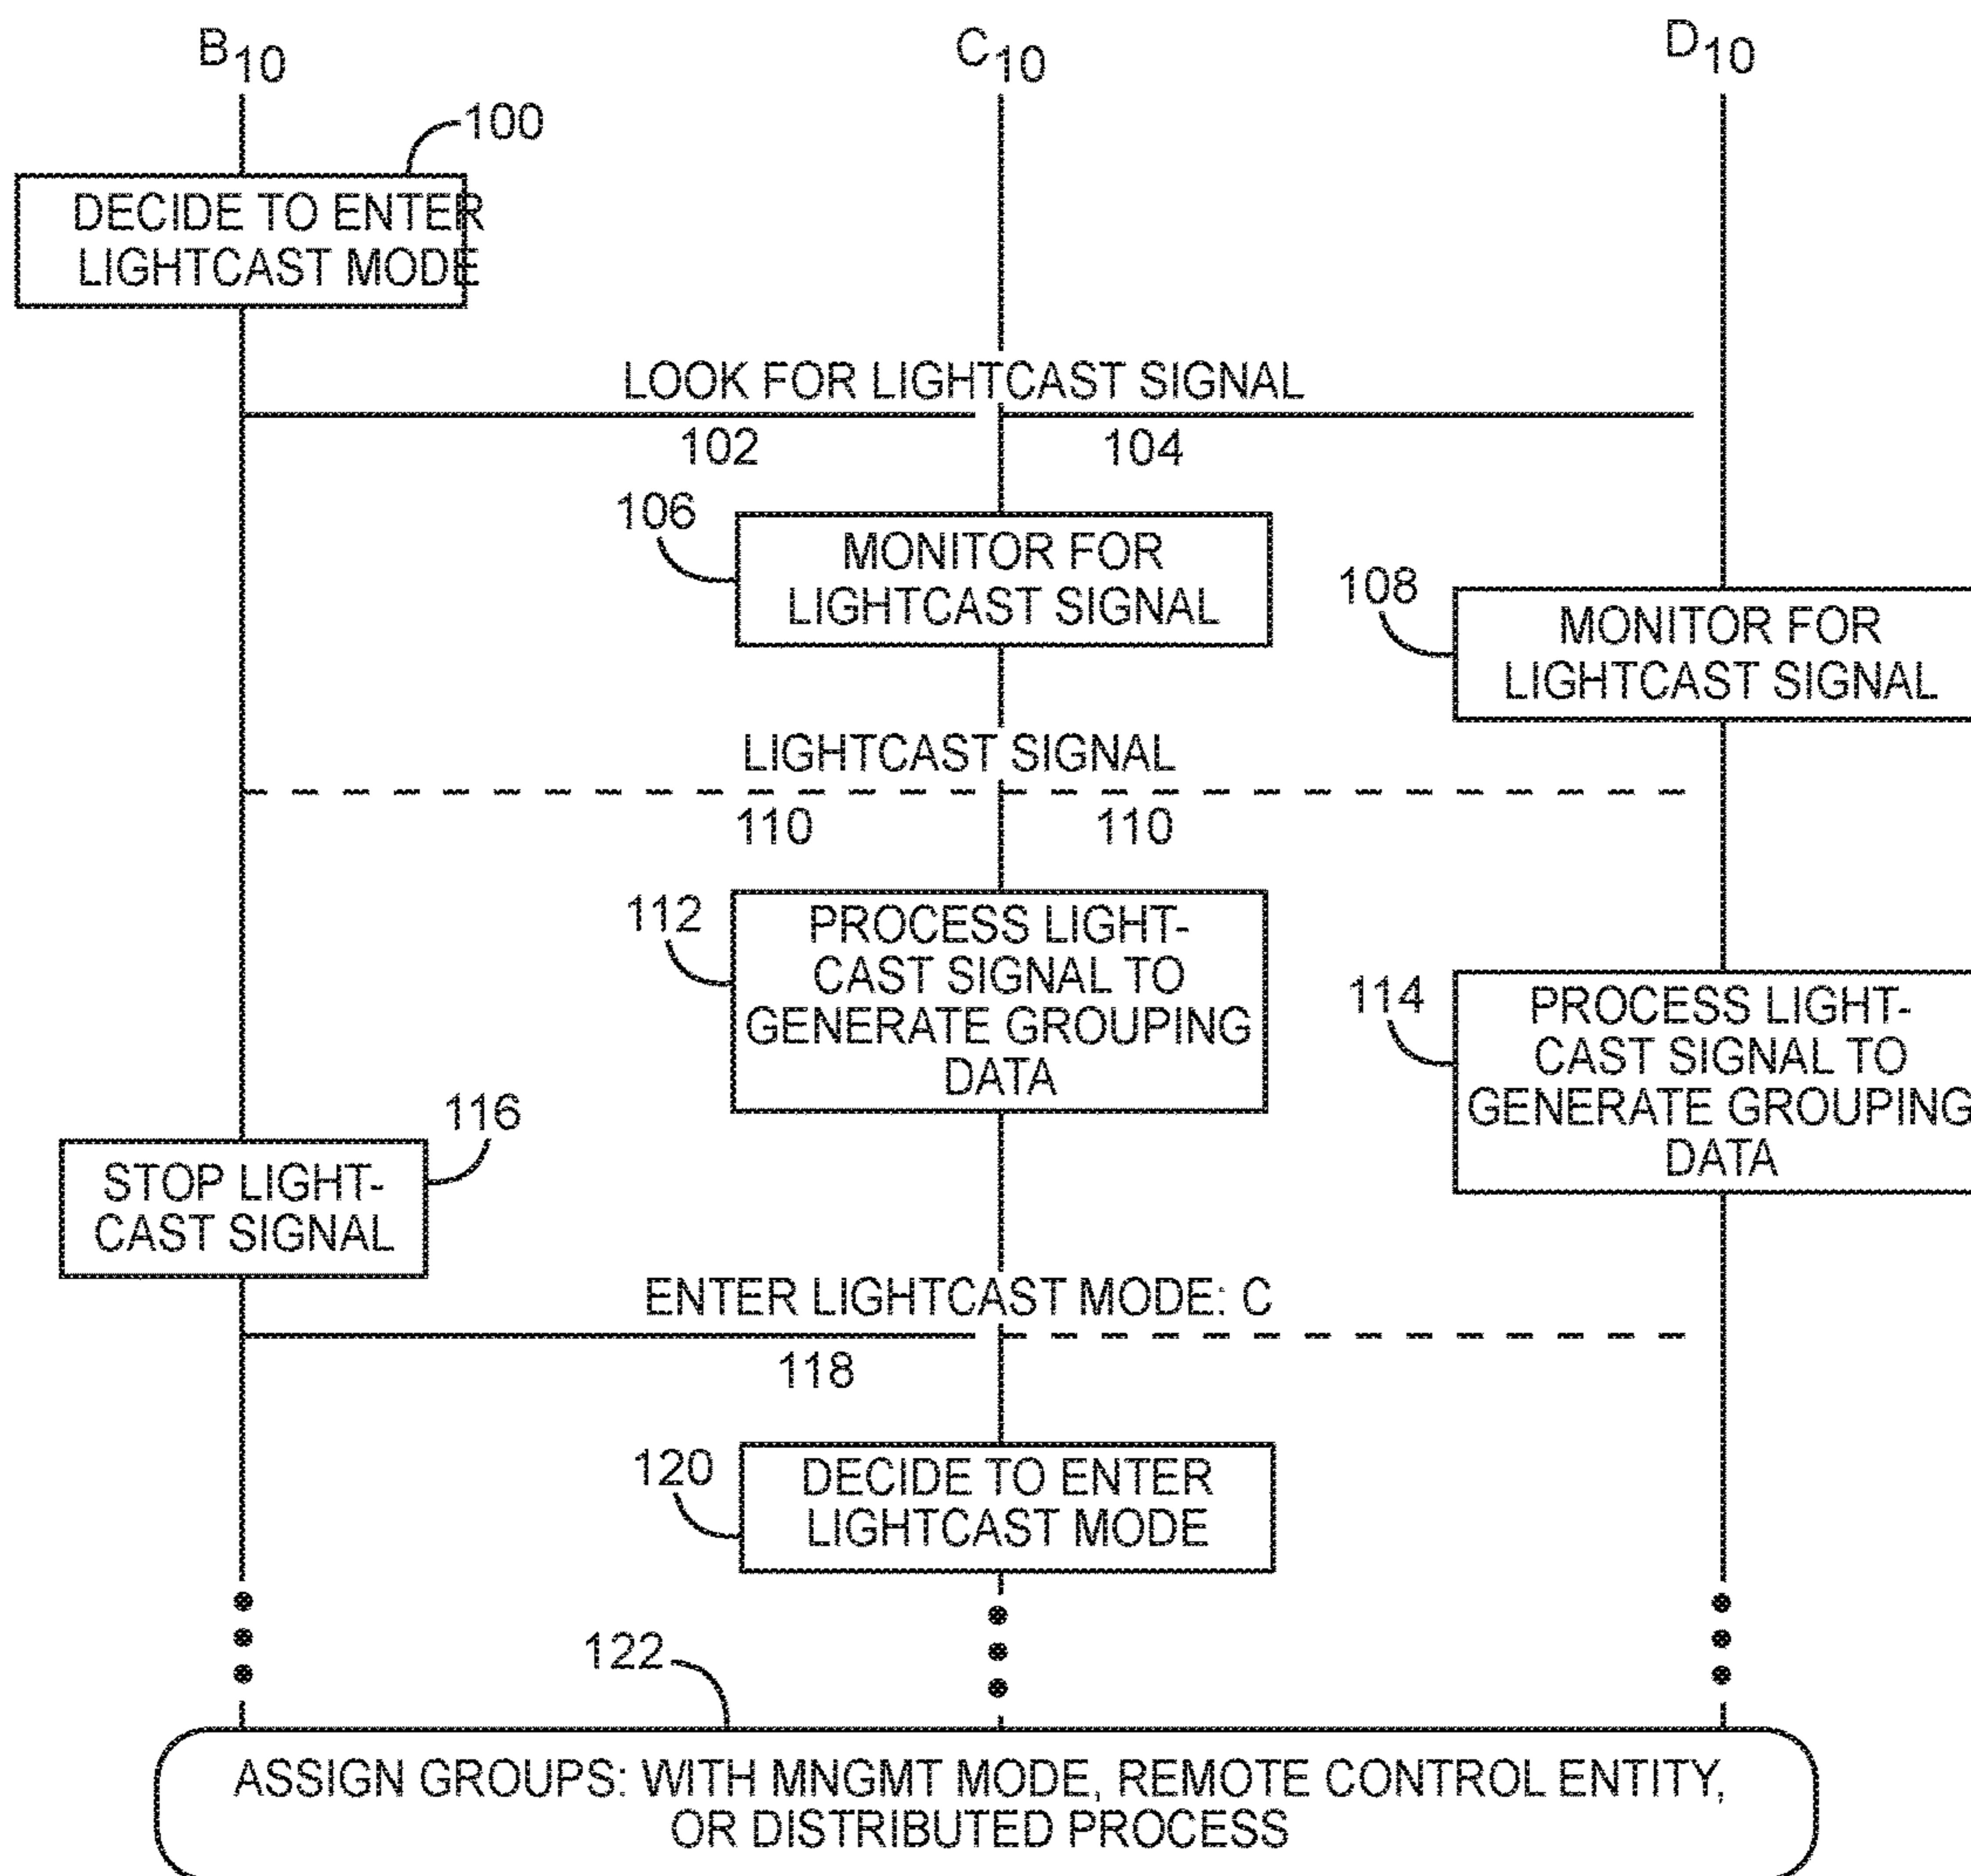 B10
C10
D10
100
DECIDE TO ENTER
LIGHTCAST MODE
LOOK FOR LIGHTCAST SIGNAL
102
104
106
MONITOR FOR
LIGHTCAST SIGNAL
108
MONITOR FOR
LIGHTCAST SIGNAL
LIGHTCAST SIGNAL
110
110
112
PROCESS LIGHT-
CAST SIGNAL TO
GENERATE GROUPING
DATA
114
PROCESS LIGHT-
CAST SIGNAL TO
GENERATE GROUPING
DATA
116
STOP LIGHT-
CAST SIGNAL
ENTER LIGHTCAST MODE: C
118
120
DECIDE TO ENTER
LIGHTCAST MODE
122
ASSIGN GROUPS: WITH MNGMT MODE, REMOTE CONTROL ENTITY,
OR DISTRIBUTED PROCESS